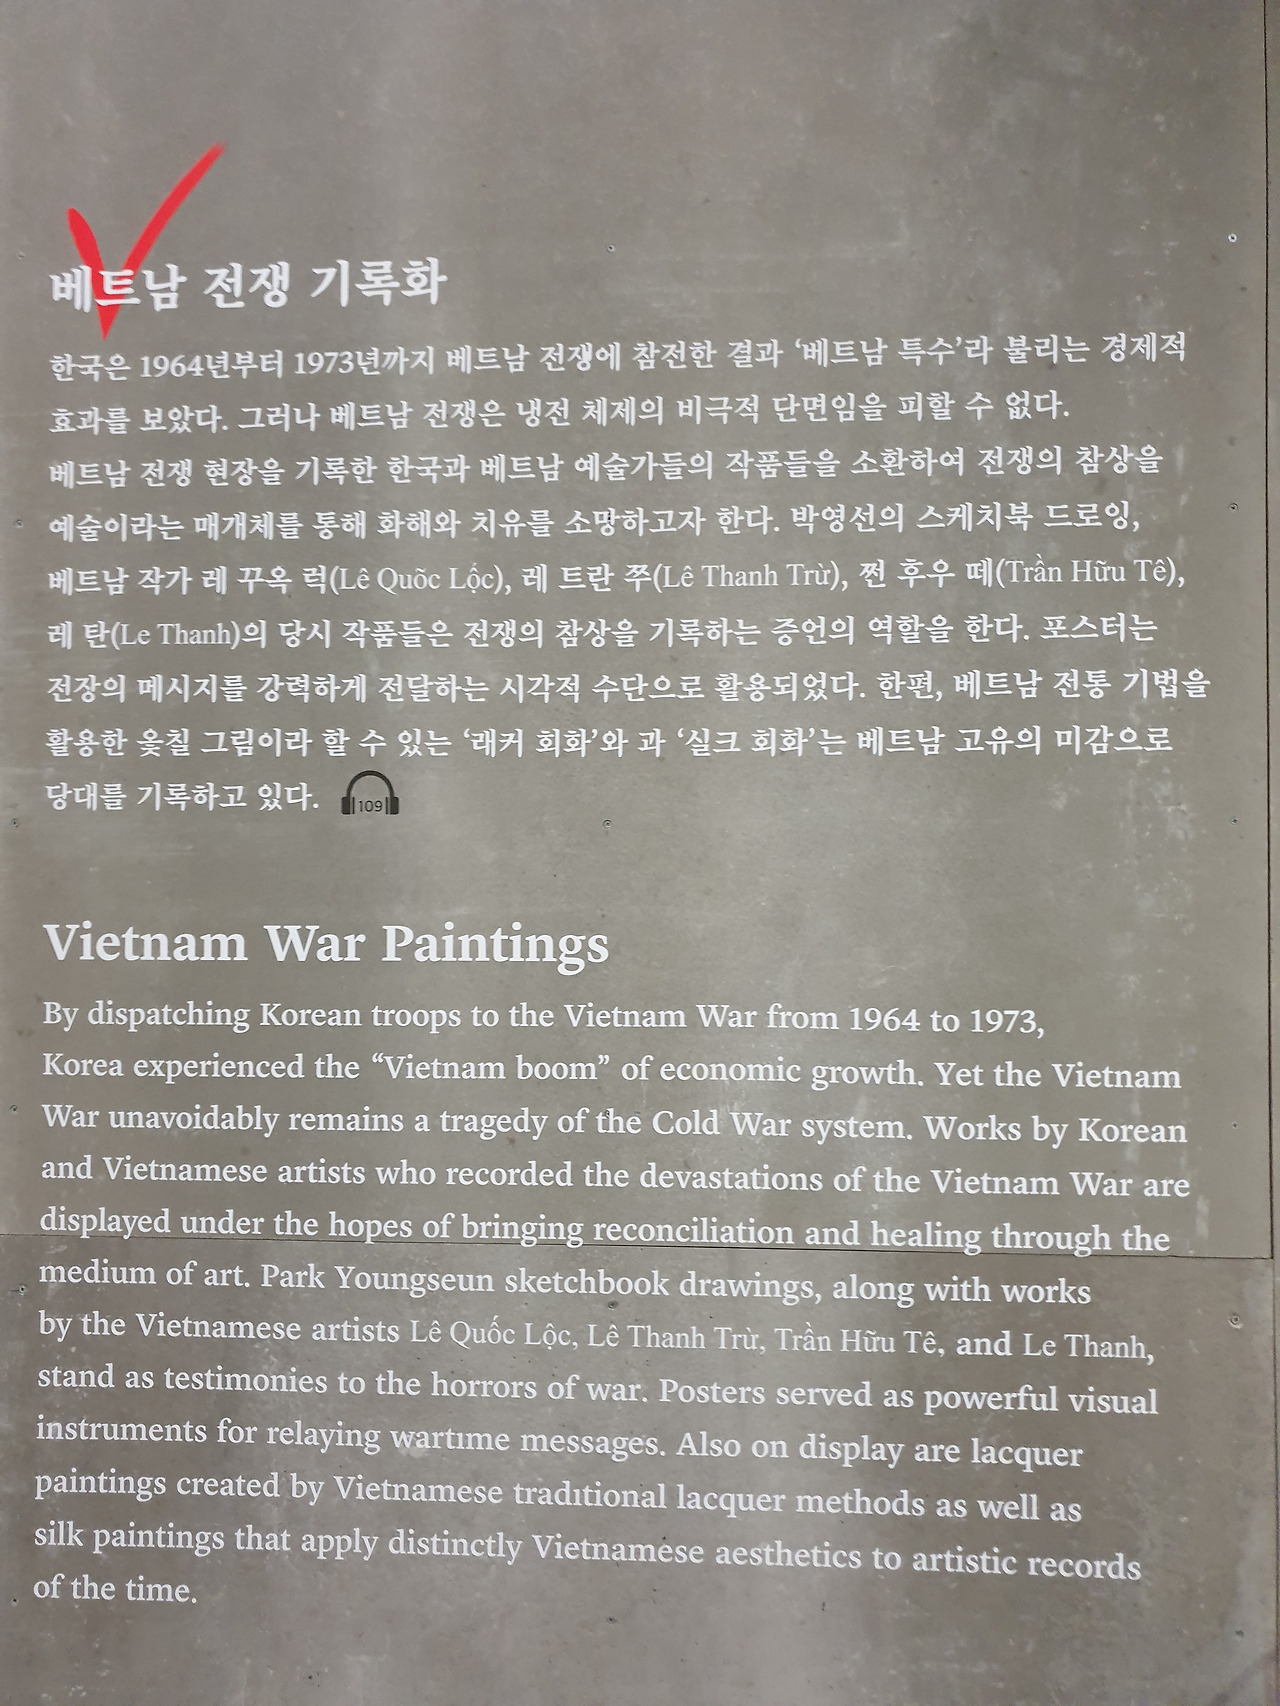 베트남 전쟁 기록화
한국은 1964년부터 1973년까지 베트남 전쟁에 참전한 결과 ‘베트남 특수’라 불리는 경제적
효과를 보았다. 그러나 베트남 전쟁은 냉전 체제의 비극적 단면임을 피할 수 없다.
베트남 전쟁 현장을 기록한 한국과 베트남 예술가들의 작품들을 소환하여 전쟁의 참상을
예술이라는 매개체를 통해 화해와 치유를 소망하고자 한다. 박영선의 스케치북 드로잉,
베트남 작가 레 꾸옥 럭(Lê Quõc Lộc), 레 트란 쭈(Lê Thanh Trừ), 쩐 후우 떼(Trần Hữu Tê),
레 탄(Le Thanh)의 당시 작품들은 전쟁의 참상을 기록하는 증언의 역할을 한다. 포스터는
전장의 메시지를 강력하게 전달하는 시각적 수단으로 활용되었다. 한편, 베트남 전통 기법을
활용한 옻칠 그림이라 할 수 있는 ‘래커 회화’와 과 ‘실크 회화’는 베트남 고유의 미감으로
당대를 기록하고 있다. 109
Vietnam War Paintings
By dispatching Korean troops to the Vietnam War from 1964 to 1973,
Korea experienced the “Vietnam boom” of economic growth. Yet the Vietnam
War unavoidably remains a tragedy of the Cold War system. Works by Korean
and Vietnamese artists who recorded the devastations of the Vietnam War are
displayed under the hopes of bringing reconciliation and healing through the
medium of art. Park Youngseun sketchbook drawings, along with works
by the Vietnamese artists Lê Quốc Lộc, Lê Thanh Trừ, Trần Hữu Tê, and Le Thanh,
stand as testimonies to the horrors of war. Posters served as powerful visual
instruments for relaying wartime messages. Also on display are lacquer
paintings created by Vietnamese traditional lacquer methods as well as
silk paintings that apply distinctly Vietnamese aesthetics to artistic records
of the time.